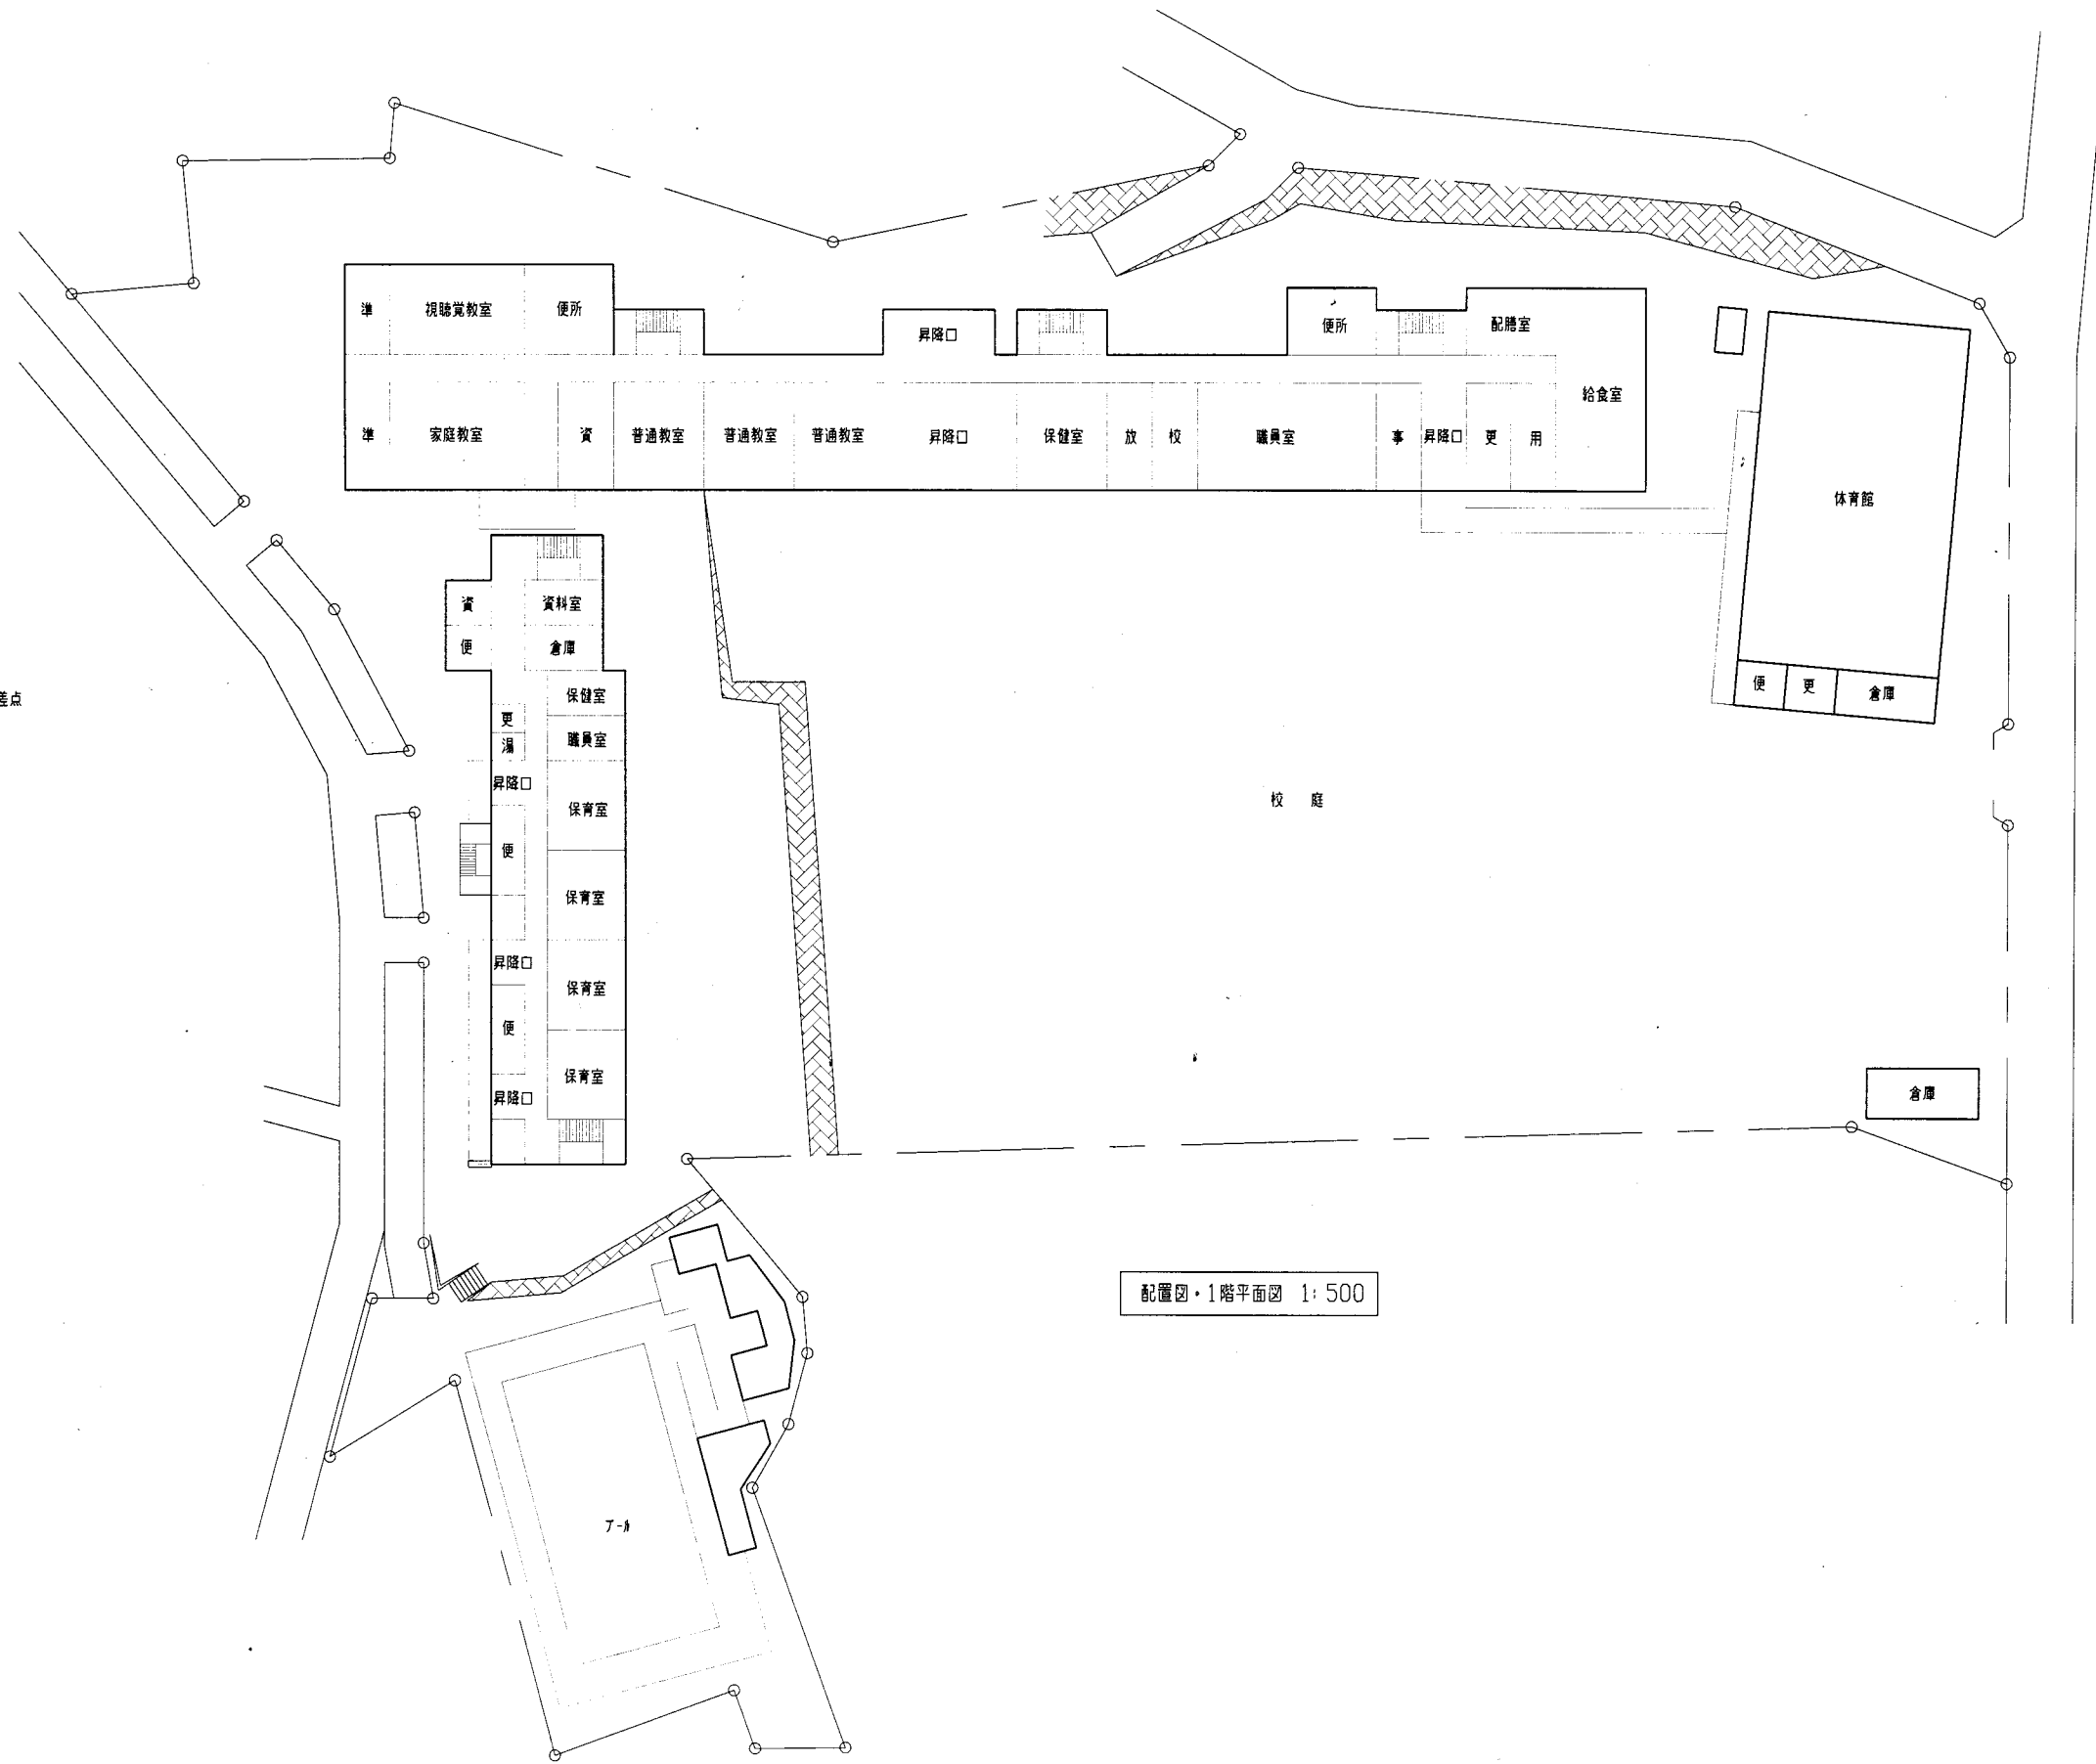 準 視聴覚教室 便所
昇降口
便所
配膳室
準 家庭教室 資 普通教室 普通教室 普通教室 昇降口 保健室 放 校 職員室 事 昇降口 更 用
給食室
体育館
便 更 倉庫
資 資料室
便 倉庫
保健室
更
湯
職員室
差点
昇降口
保育室
便
保育室
昇降口
保育室
便
保育室
昇降口
校 庭
倉庫
配置図・1階平面図 1:500
プール